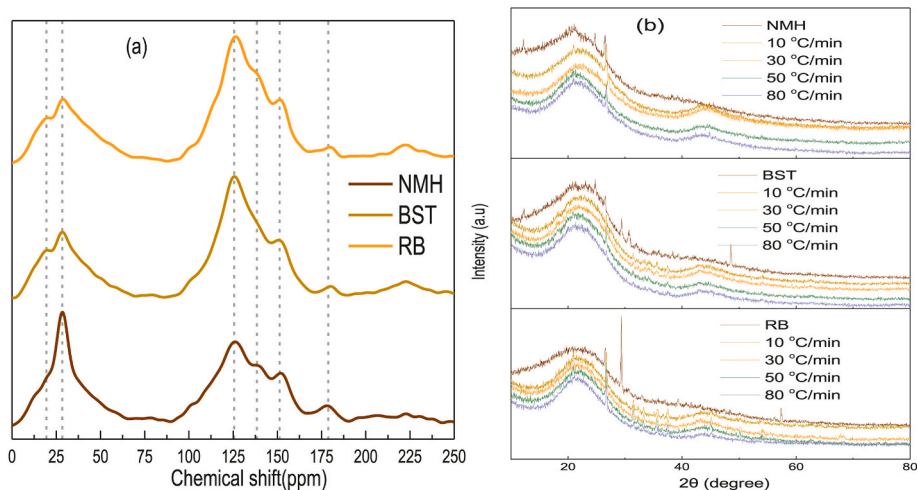 (a)
NMH
BST
RB
0 25 50 75 100 125 150 175 200 225 250
Chemical shift(ppm)
(b)
NMH
10 °C/min
30 °C/min
50 °C/min
80 °C/min
BST
10 °C/min
30 °C/min
50 °C/min
80 °C/min
RB
10 °C/min
30 °C/min
50 °C/min
80 °C/min
Intensity (a.u)
20 40 60 80
2θ (degree)